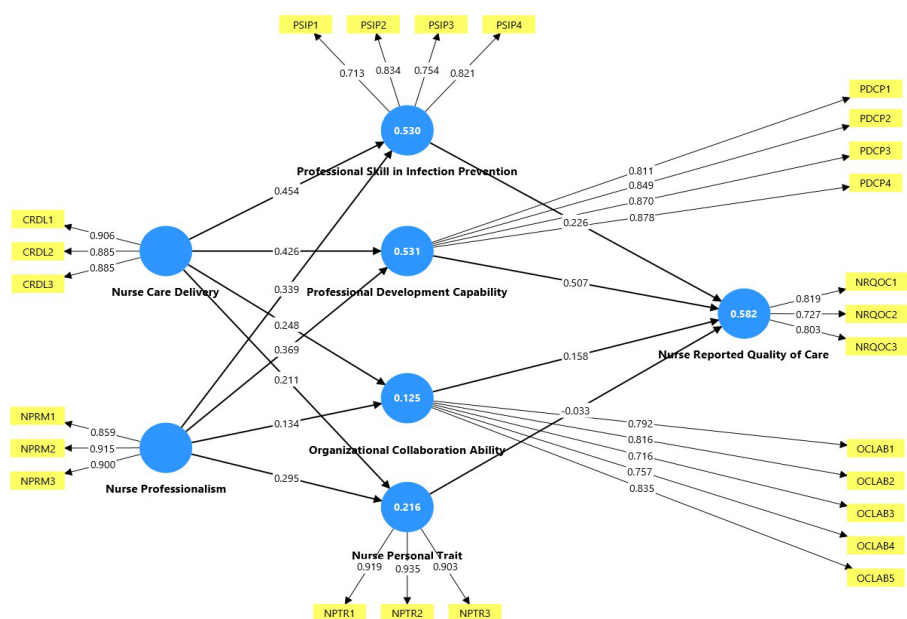 PSIP1 PSIP2 PSIP3 PSIP4
0.713 0.834 0.754 0.821
0.530
Professional Skill in Infection Prevention
PDCP1
PDCP2
PDCP3
PDCP4
0.811
0.849
0.870
0.878
CRDL1
CRDL2
CRDL3
0.906
0.885
0.885
Nurse Care Delivery
0.454
0.426
0.339
0.248
0.369
0.211
0.134
0.295
0.531
Professional Development Capability
0.226
0.507
0.158
-0.033
0.582
Nurse Reported Quality of Care
0.819
0.727
0.803
NRQOC1
NRQOC2
NRQOC3
NPRM1
NPRM2
NPRM3
0.859
0.915
0.900
Nurse Professionalism
0.125
Organizational Collaboration Ability
0.792
0.816
0.716
0.757
0.835
OCLAB1
OCLAB2
OCLAB3
OCLAB4
OCLAB5
0.216
Nurse Personal Trait
0.919 0.935 0.903
NPTR1 NPTR2 NPTR3